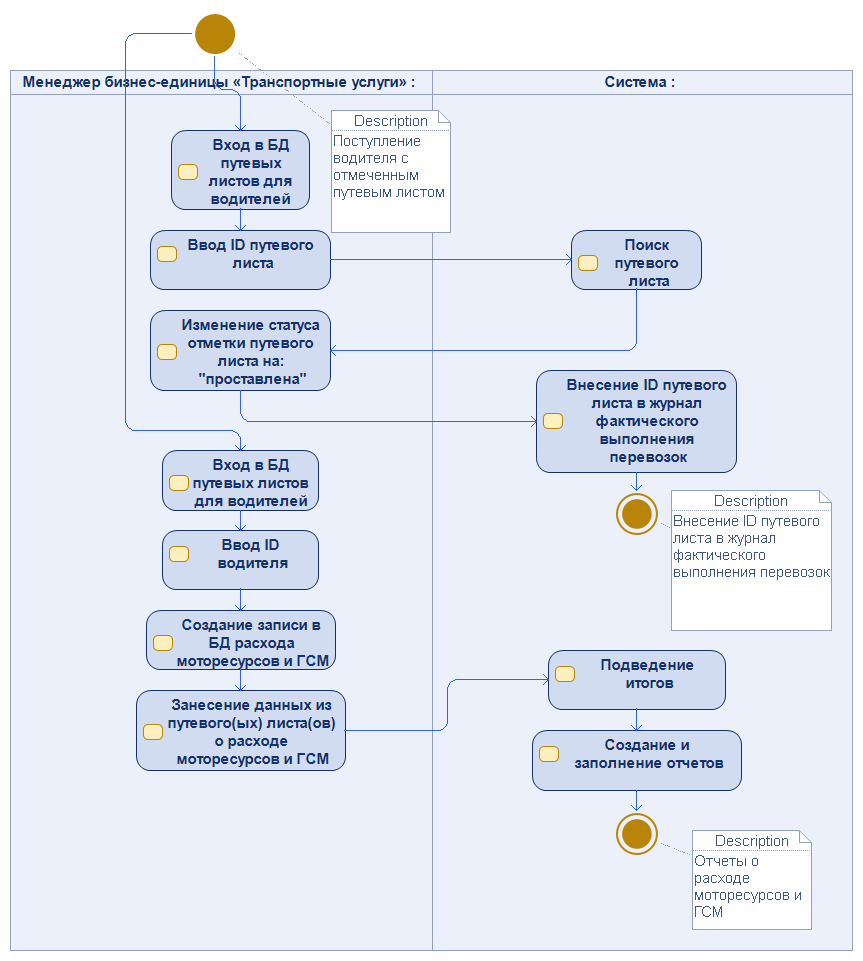 Менеджер бизнес-единицы «Транспортные услуги» :
Система :
Description
Поступление
водителя с
отмеченным
путевым листом
Вход в БД
путевых
листов для
водителей
Ввод ID путевого
листа
Поиск
путевого
листа
Изменение статуса
отметки путевого
листа на:
"проставлена"
Внесение ID путевого
листа в журнал
фактического
выполнения
перевозок
Вход в БД
путевых листов
для водителей
Description
Внесение ID путевого
листа в журнал
фактического
выполнения перевозок
Ввод ID
водителя
Создание записи в
БД расхода
моторесурсов и ГСМ
Подведение
итогов
Занесение данных из
путевого(ых) листа(ов)
о расходе
моторесурсов и ГСМ
Создание и
заполнение отчетов
Description
Отчеты о
расходе
моторесурсов и
ГСМ